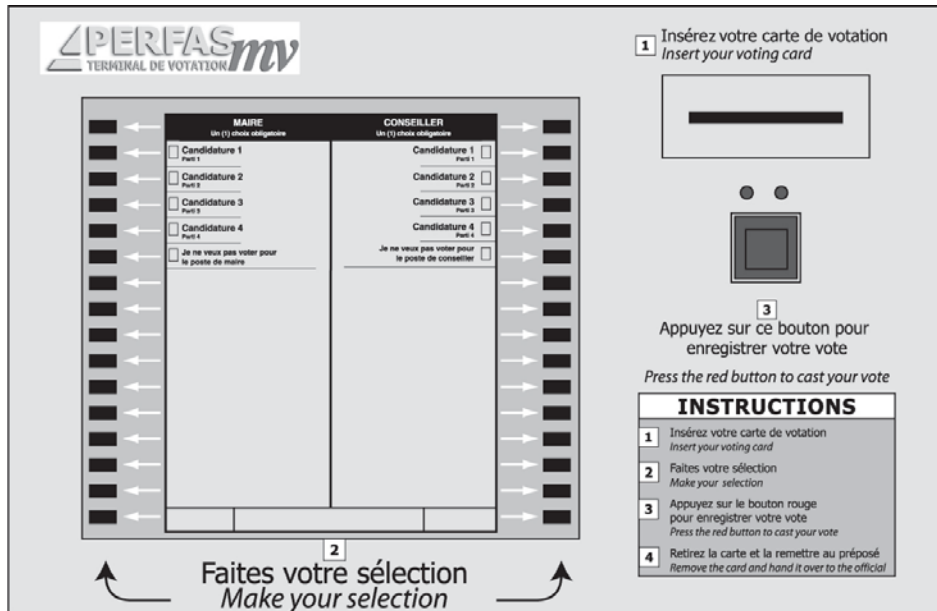 PERFAS mv
TERMINAL DE VOTATION
1 Insérez votre carte de votation
Insert your voting card
MAIRE
Un (1) choix obligatoire
Candidature 1
Parti 1
Candidature 2
Parti 2
Candidature 3
Parti 3
Candidature 4
Parti 4
Je ne veux pas voter pour
le poste de maire
CONSEILLER
Un (1) choix obligatoire
Candidature 1
Parti 1
Candidature 2
Parti 2
Candidature 3
Parti 3
Candidature 4
Parti 4
Je ne veux pas voter pour
le poste de conseiller
2
Faites votre sélection
Make your selection
3
Appuyez sur ce bouton pour
enregistrer votre vote
Press the red button to cast your vote
INSTRUCTIONS
1 Insérez votre carte de votation
Insert your voting card
2 Faites votre sélection
Make your selection
3 Appuyez sur le bouton rouge
pour enregistrer votre vote
Press the red button to cast your vote
4 Retirez la carte et la remettre au préposé
Remove the card and hand it over to the official